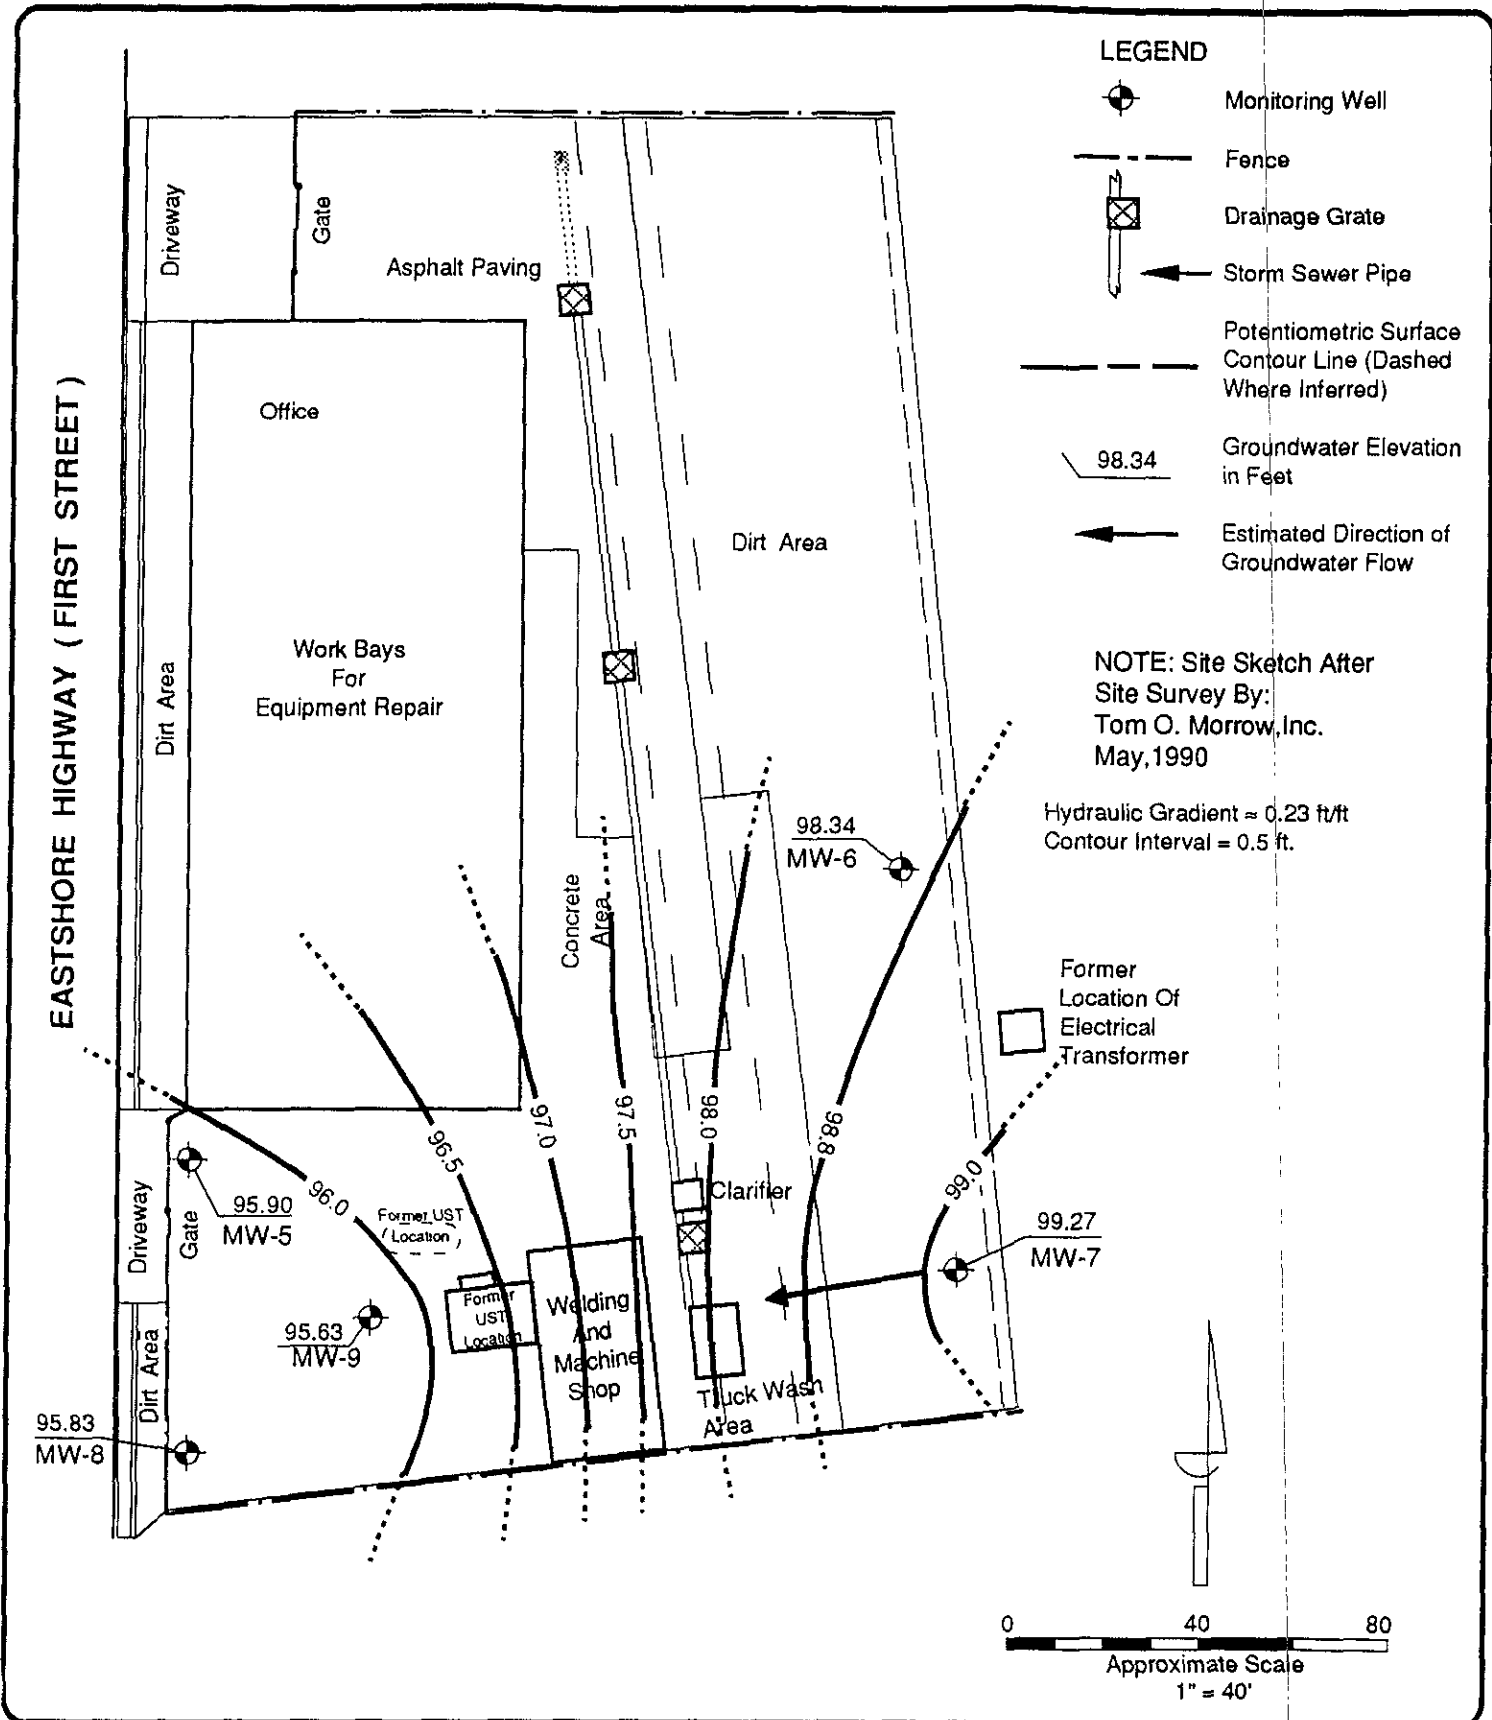 LEGEND
Monitoring Well
Fence
Drainage Grate
Storm Sewer Pipe
Potentiometric Surface
Contour Line (Dashed
Where Inferred)
98.34
Groundwater Elevation
in Feet
Estimated Direction of
Groundwater Flow
NOTE: Site Sketch After
Site Survey By:
Tom O. Morrow,Inc.
May,1990
Hydraulic Gradient ≈ 0.23 ft/ft
Contour Interval = 0.5 ft.
EASTSHORE HIGHWAY ( FIRST STREET )
Driveway
Gate
Asphalt Paving
Office
Dirt Area
Work Bays
For
Equipment Repair
Dirt Area
98.34
MW-6
Concrete
Area
Former
Location Of
Electrical
Transformer
96.0
96.5
97.0
97.5
98.0
98.8
99.0
Clarifier
Driveway
Gate
95.90
MW-5
Former UST
Location
99.27
MW-7
Former
UST
Location
Welding
And
Machine
Shop
95.63
MW-9
Dirt Area
Truck Wash
Area
95.83
MW-8
0 40 80
Approximate Scale
1" = 40'